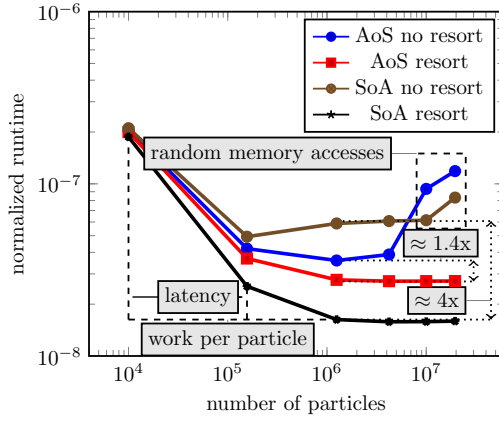 10⁻⁶
AoS no resort
AoS resort
SoA no resort
SoA resort
random memory accesses
normalized runtime
10⁻⁷
≈ 1.4x
latency
≈ 4x
work per particle
10⁻⁸
10⁴
10⁵
10⁶
10⁷
number of particles